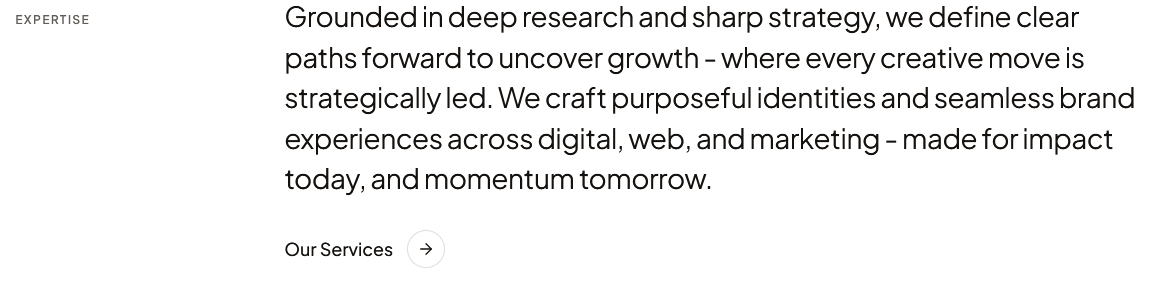 EXPERTISE
Grounded in deep research and sharp strategy, we define clear
paths forward to uncover growth - where every creative move is
strategically led. We craft purposeful identities and seamless brand
experiences across digital, web, and marketing - made for impact
today, and momentum tomorrow.
Our Services